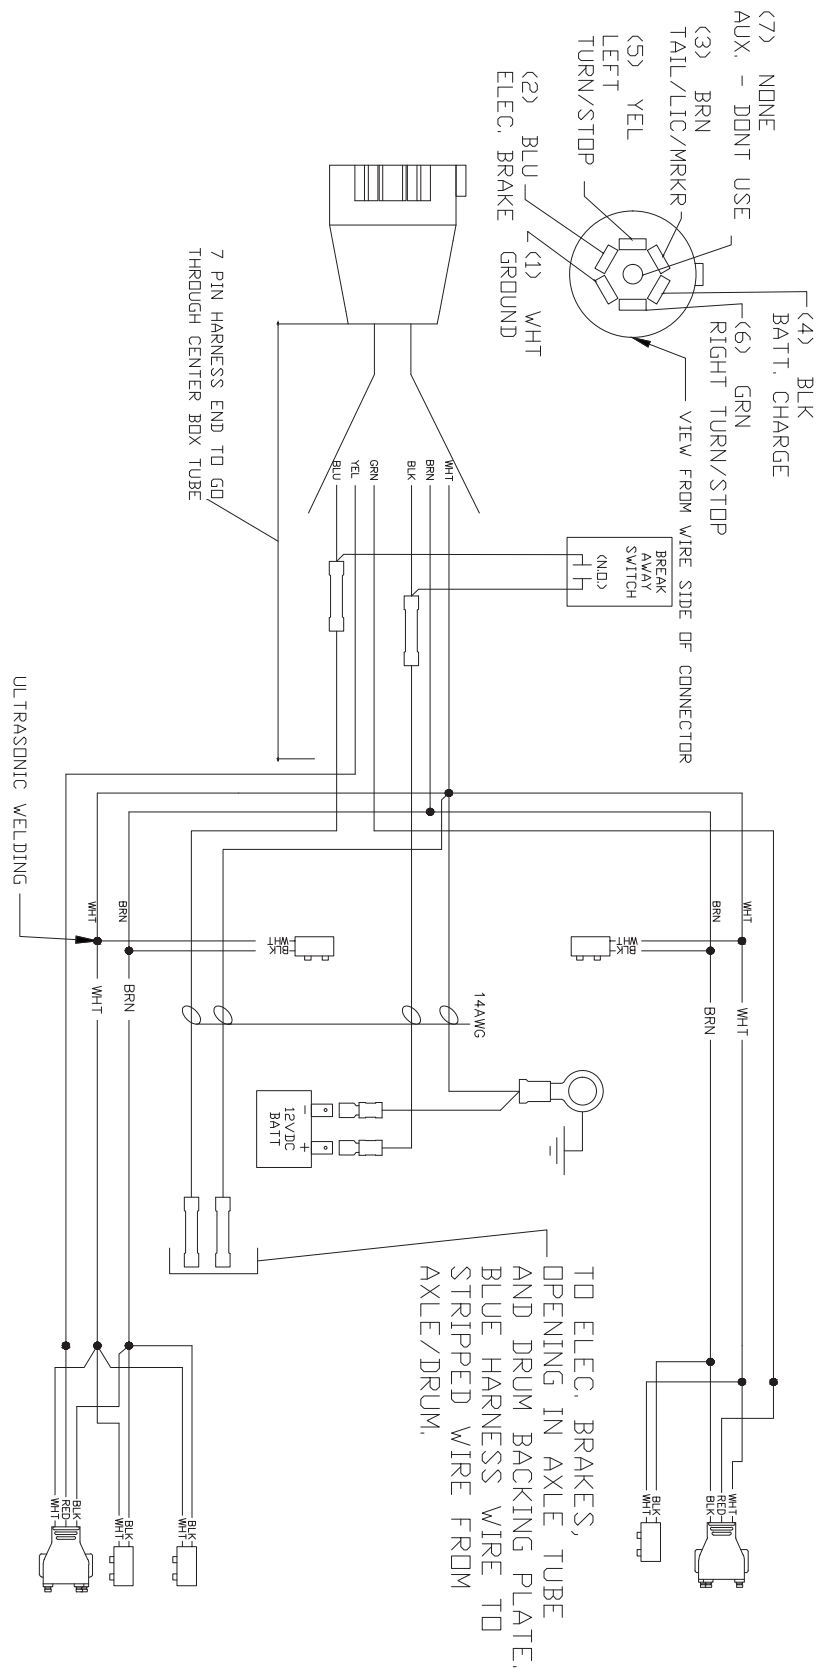 (7) NONE
AUX. - DONT USE
(3) BRN
TAIL/LIC/MRKR
(5) YEL
LEFT
TURN/STOP
(2) BLU
ELEC. BRAKE
(1) WHT
GROUND
(4) BLK
BATT. CHARGE
(6) GRN
RIGHT TURN/STOP
VIEW FROM WIRE SIDE OF CONNECTOR
7 PIN HARNESS END TO GO
THROUGH CENTER BOX TUBE
WHT
BRN
BLK
GRN
YEL
BLU
BREAK
AWAY
SWITCH
(N.O.)
ULTRASONIC WELDING
WHT
BRN
BRN
WHT
WHT
BLK
WHT
BLK
WHT
BRN
BRN
WHT
14AWG
- +
12VDC
BATT
TO ELEC. BRAKES,
OPENING IN AXLE TUBE
AND DRUM BACKING PLATE.
BLUE HARNESS WIRE TO
STRIPPED WIRE FROM
AXLE/DRUM.
WHT
RED
BLK
WHT
BLK
WHT
BLK
WHT
BLK
BLK
RED
WHT